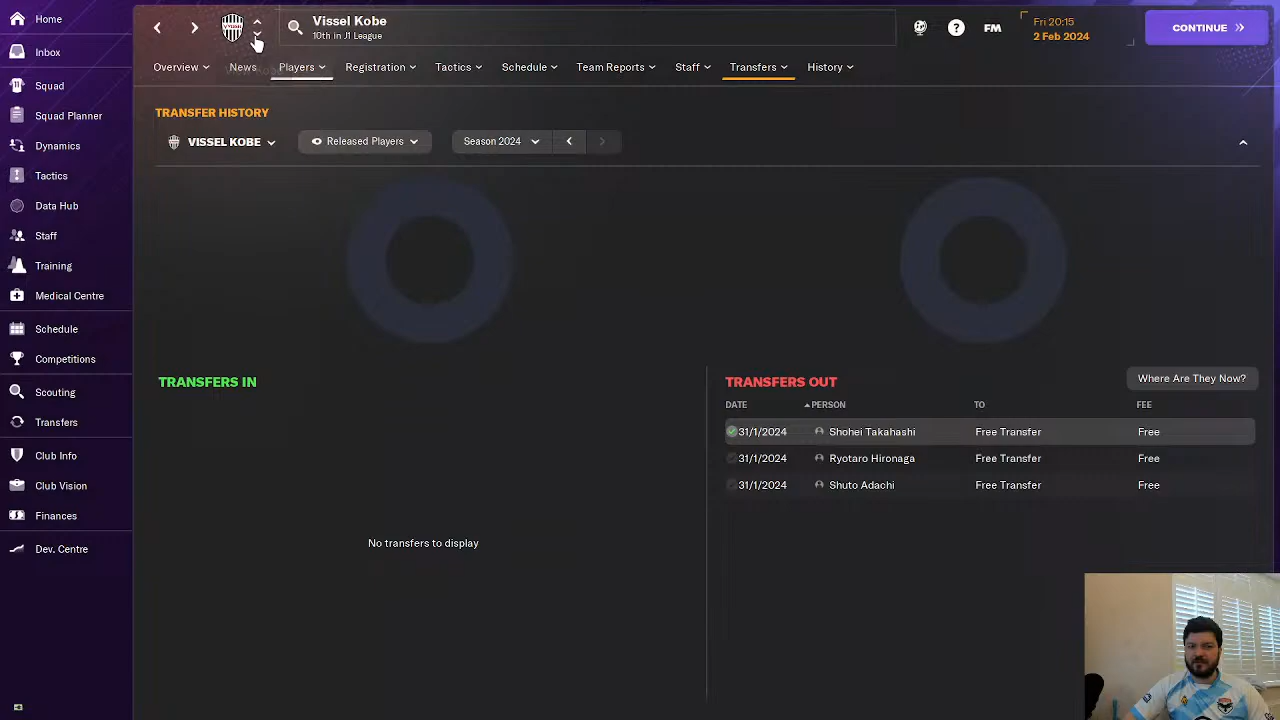 Home
Vissel Kobe
10th in J1 League
FM
Fri 20:15
2 Feb 2024
CONTINUE
Inbox
Overview
News
Players
Registration
Tactics
Schedule
Team Reports
Staff
Transfers
History
Squad
Squad Planner
Dynamics
Tactics
Data Hub
Staff
Training
Medical Centre
Schedule
Competitions
Scouting
Transfers
Club Info
Club Vision
Finances
Dev. Centre
TRANSFER HISTORY
VISSEL KOBE
Released Players
Season 2024
TRANSFERS IN
No transfers to display
TRANSFERS OUT
Where Are They Now?
DATE PERSON TO FEE
31/1/2024 Shohei Takahashi Free Transfer Free
31/1/2024 Ryotaro Hironaga Free Transfer Free
31/1/2024 Shuto Adachi Free Transfer Free